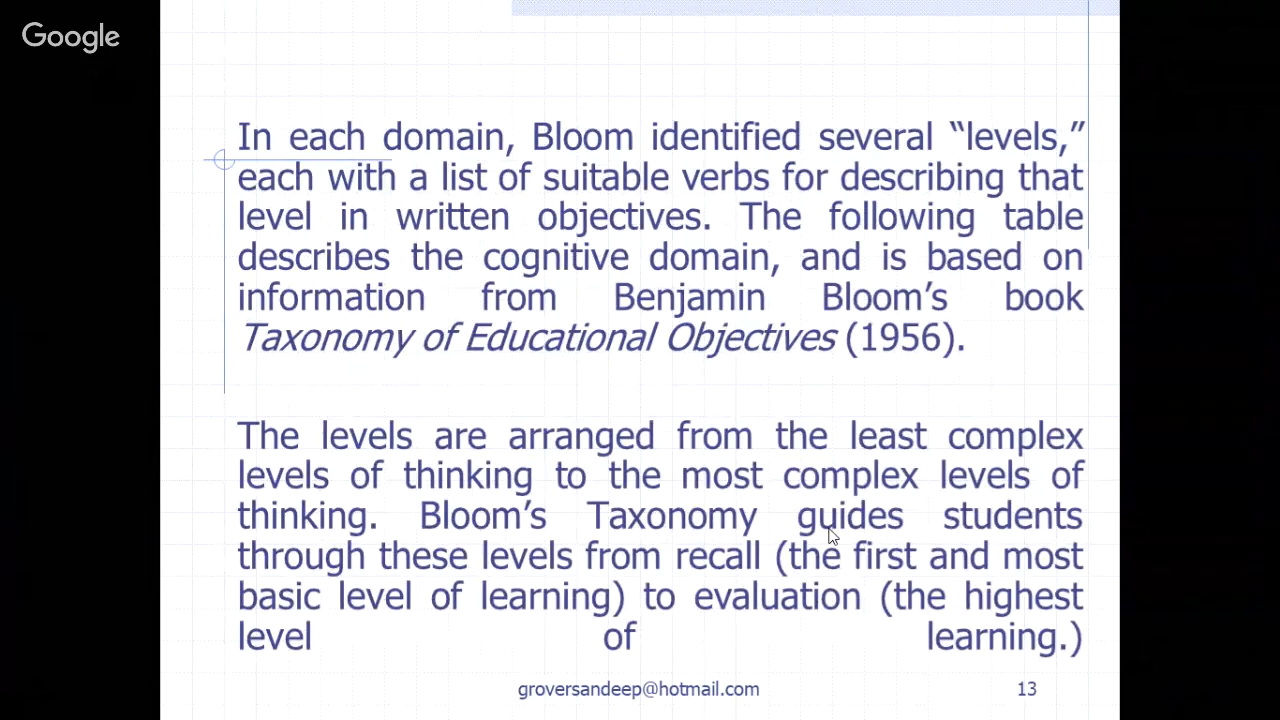 Google
In each domain, Bloom identified several “levels,”
each with a list of suitable verbs for describing that
level in written objectives. The following table
describes the cognitive domain, and is based on
information from Benjamin Bloom’s book
Taxonomy of Educational Objectives (1956).
The levels are arranged from the least complex
levels of thinking to the most complex levels of
thinking. Bloom’s Taxonomy guides students
through these levels from recall (the first and most
basic level of learning) to evaluation (the highest
level of learning.)
groversandeep@hotmail.com 13